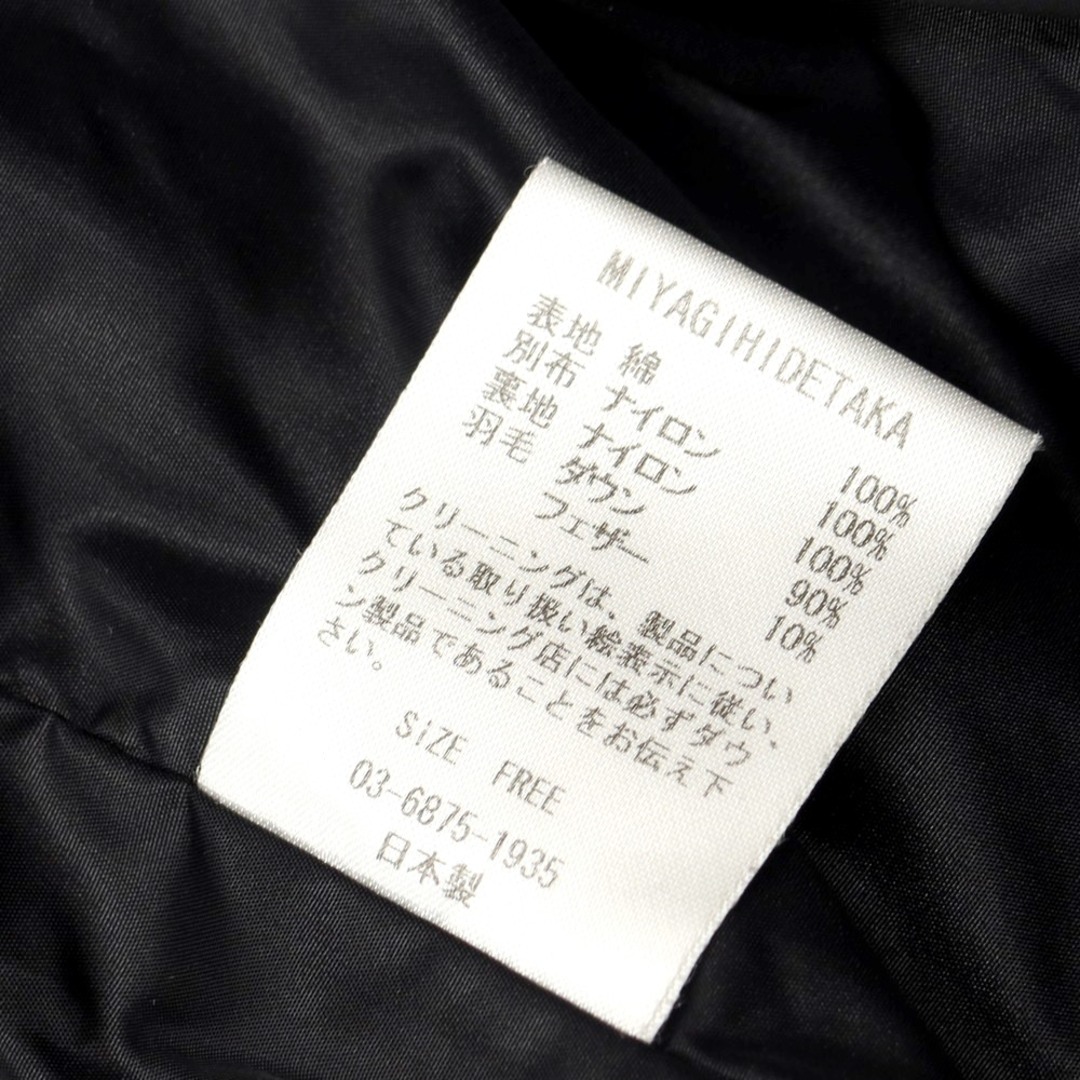 MIYAGIHIDETAKA
表地 綿 100%
別布 ナイロン 100%
裏地 ナイロン 100%
羽毛 ダウン 90%
フェザー 10%
クリーニングは、製品につい
ている取り扱い絵表示に従い、
クリーニング店には必ずダウ
ン製品であることをお伝え下
さい。
SIZE FREE
03-6875-1935
日本製